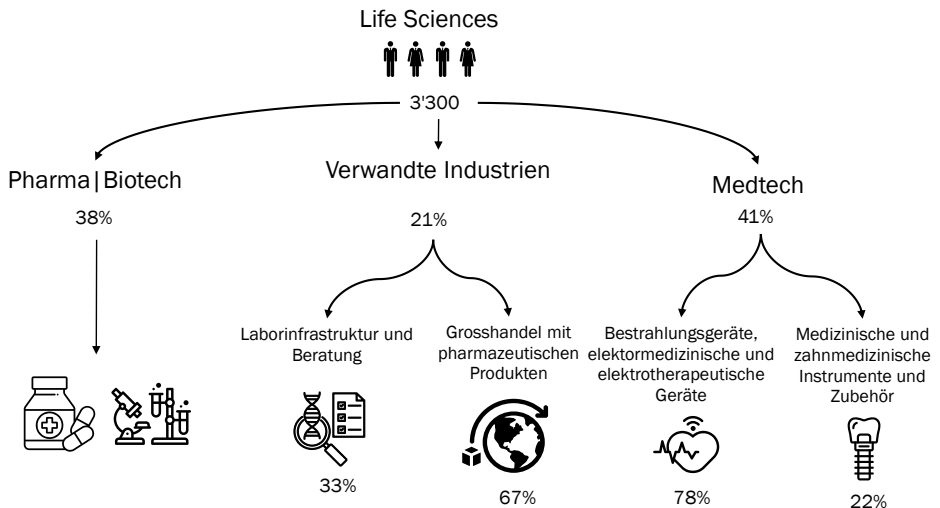 Life Sciences
3'300
Pharma|Biotech
38%
Verwandte Industrien
21%
Medtech
41%
Laborinfrastruktur und
Beratung
33%
Grosshandel mit
pharmazeutischen
Produkten
67%
Bestrahlungsgeräte,
elektormedizinische und
elektrotherapeutische
Geräte
78%
Medizinische und
zahnmedizinische
Instrumente und
Zubehör
22%